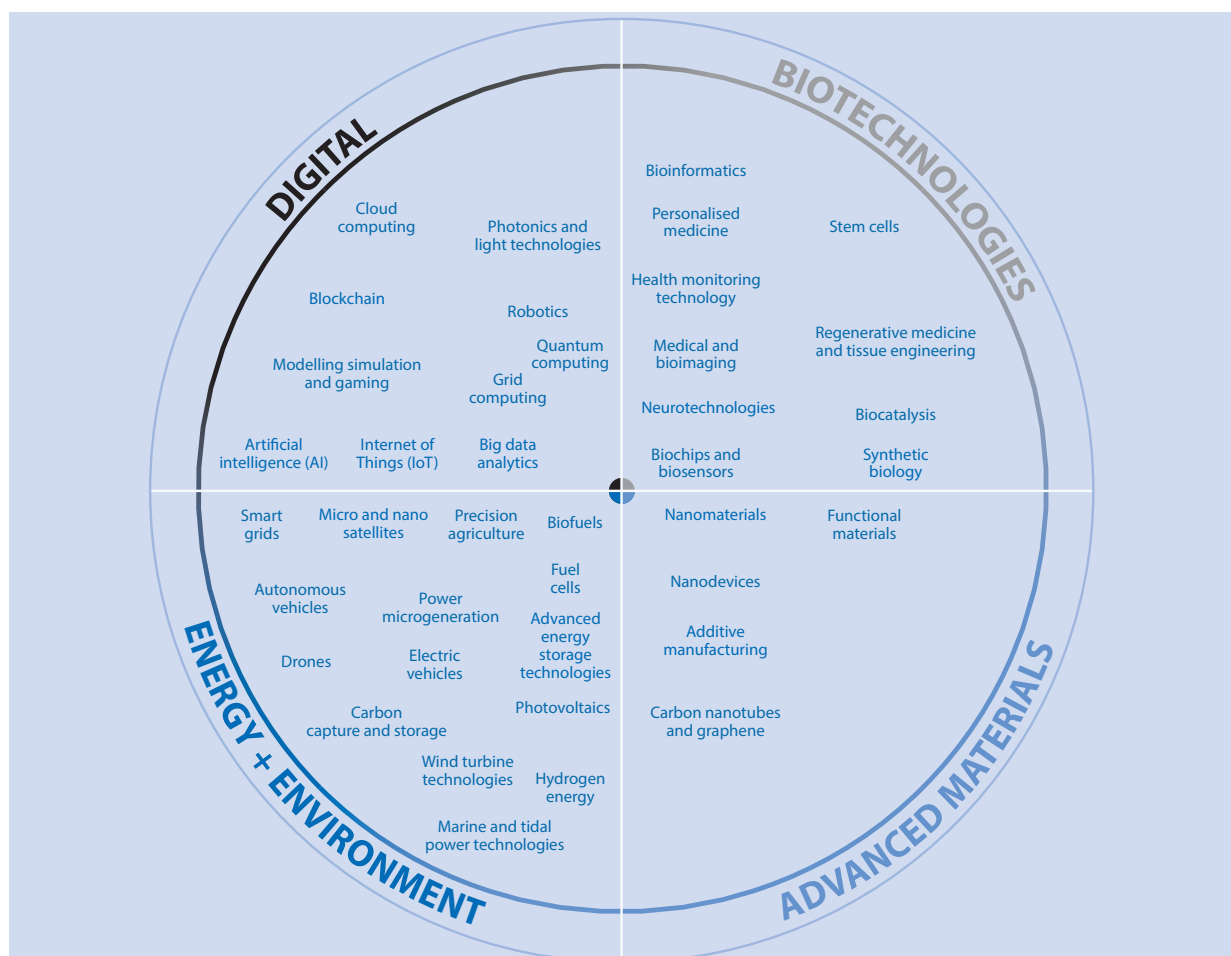 DIGITAL
Cloud
computing
Photonics and
light technologies
Blockchain
Robotics
Quantum
computing
Modelling simulation
and gaming
Grid
computing
Artificial
intelligence (AI)
Internet of
Things (IoT)
Big data
analytics
BIOTECHNOLOGIES
Bioinformatics
Personalised
medicine
Stem cells
Health monitoring
technology
Regenerative medicine
and tissue engineering
Medical and
bioimaging
Neurotechnologies
Biocatalysis
Biochips and
biosensors
Synthetic
biology
ENERGY + ENVIRONMENT
Smart
grids
Micro and nano
satellites
Precision
agriculture
Biofuels
Fuel
cells
Autonomous
vehicles
Power
microgeneration
Advanced
energy
storage
technologies
Drones
Electric
vehicles
Photovoltaics
Carbon
capture and storage
Wind turbine
technologies
Hydrogen
energy
Marine and tidal
power technologies
ADVANCED MATERIALS
Nanomaterials
Functional
materials
Nanodevices
Additive
manufacturing
Carbon nanotubes
and graphene